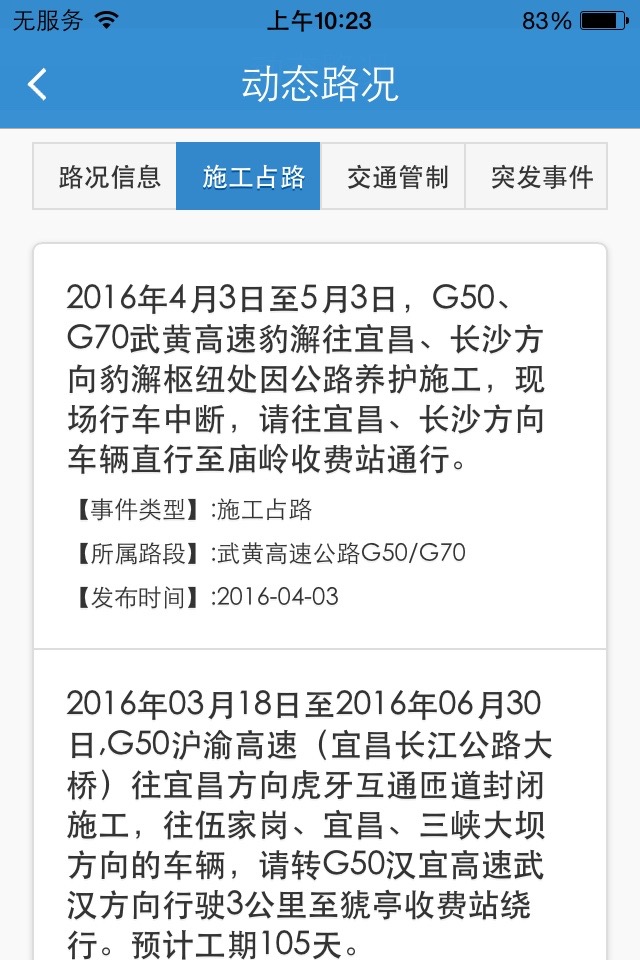 无服务 上午10:23 83%
动态路况
路况信息 施工占路 交通管制 突发事件
2016年4月3日至5月3日，G50、
G70武黄高速豹澥往宜昌、长沙方
向豹澥枢纽处因公路养护施工，现
场行车中断，请往宜昌、长沙方向
车辆直行至庙岭收费站通行。
【事件类型】:施工占路
【所属路段】:武黄高速公路G50/G70
【发布时间】:2016-04-03
2016年03月18日至2016年06月30
日,G50沪渝高速（宜昌长江公路大
桥）往宜昌方向虎牙互通匝道封闭
施工，往伍家岗、宜昌、三峡大坝
方向的车辆，请转G50汉宜高速武
汉方向行驶3公里至猇亭收费站绕
行。预计工期105天。